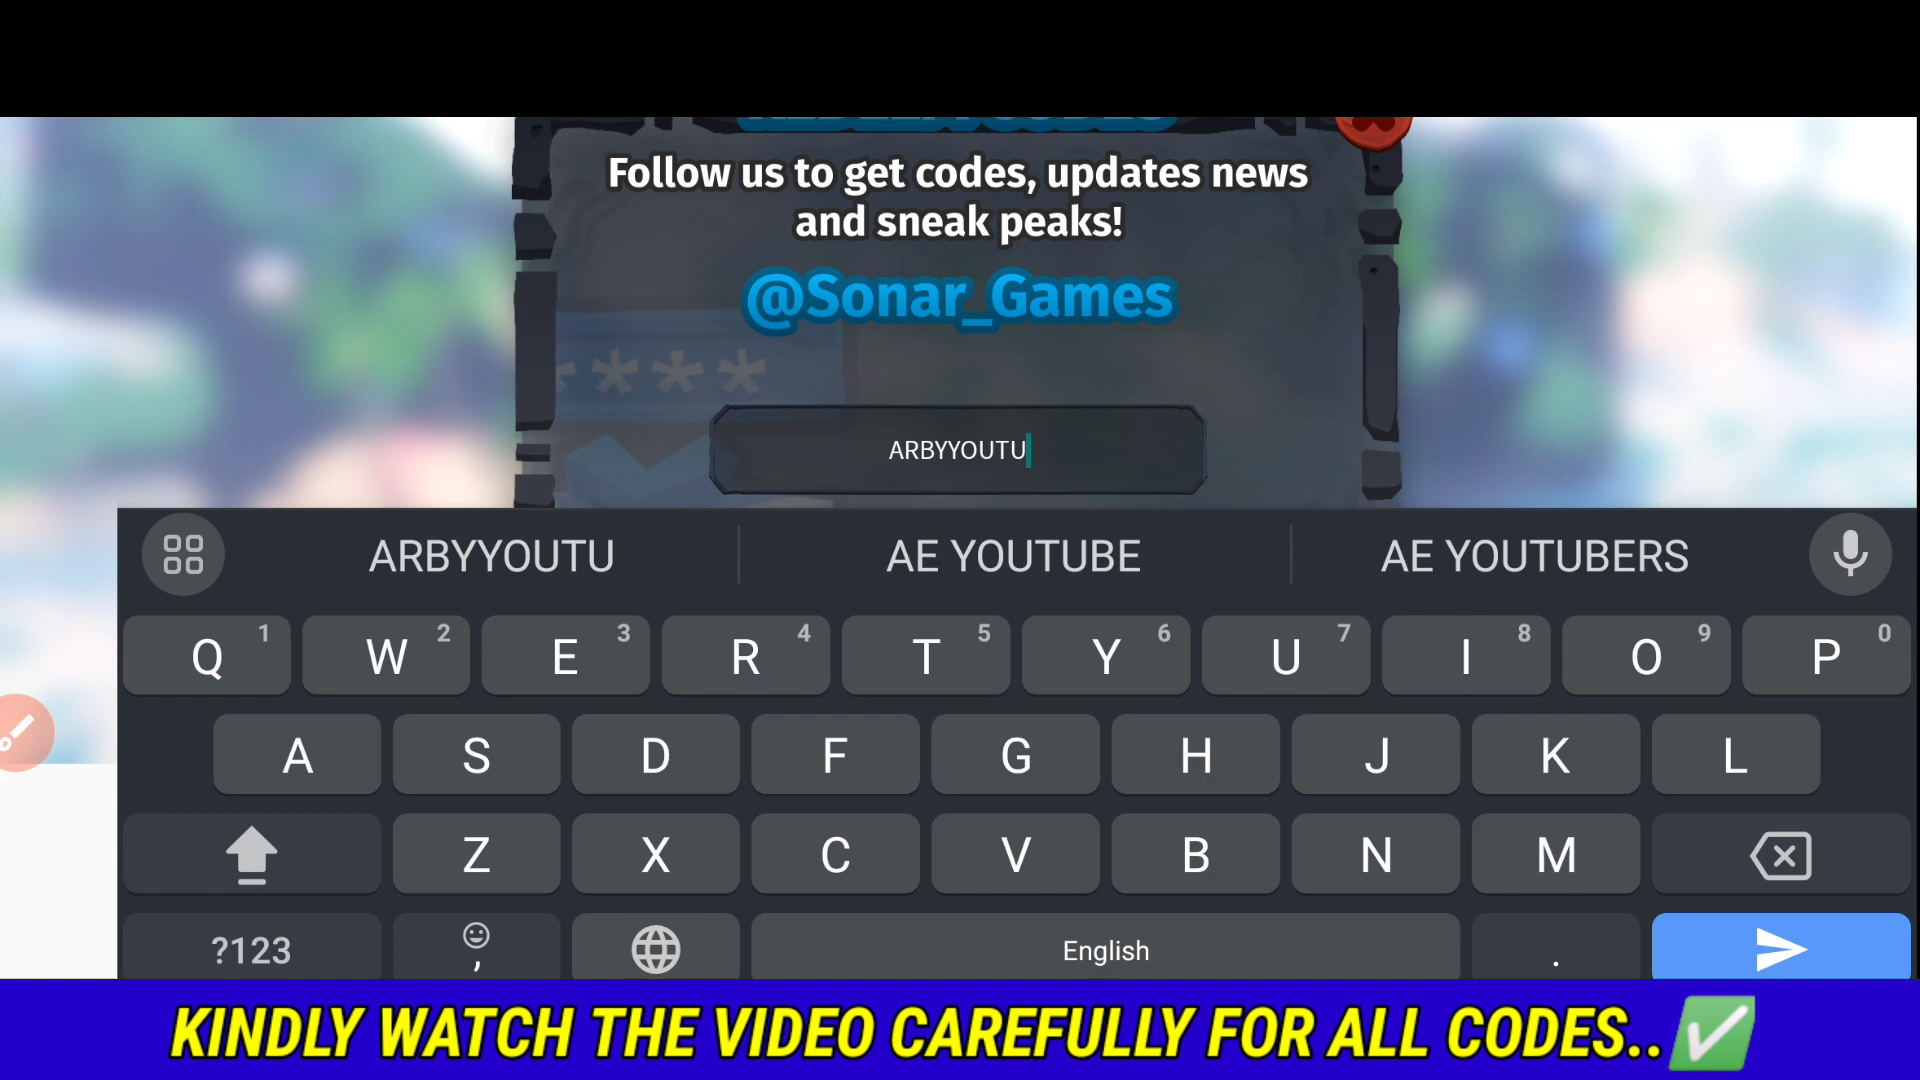 Follow us to get codes, updates news
and sneak peaks!
@Sonar_Games
****
ARBYYOUTU
ARBYYOUTU AE YOUTUBE AE YOUTUBERS
Q 1 W 2 E 3 R 4 T 5 Y 6 U 7 I 8 O 9 P 0
A S D F G H J K L
Z X C V B N M
?123 , English .
KINDLY WATCH THE VIDEO CAREFULLY FOR ALL CODES..✅